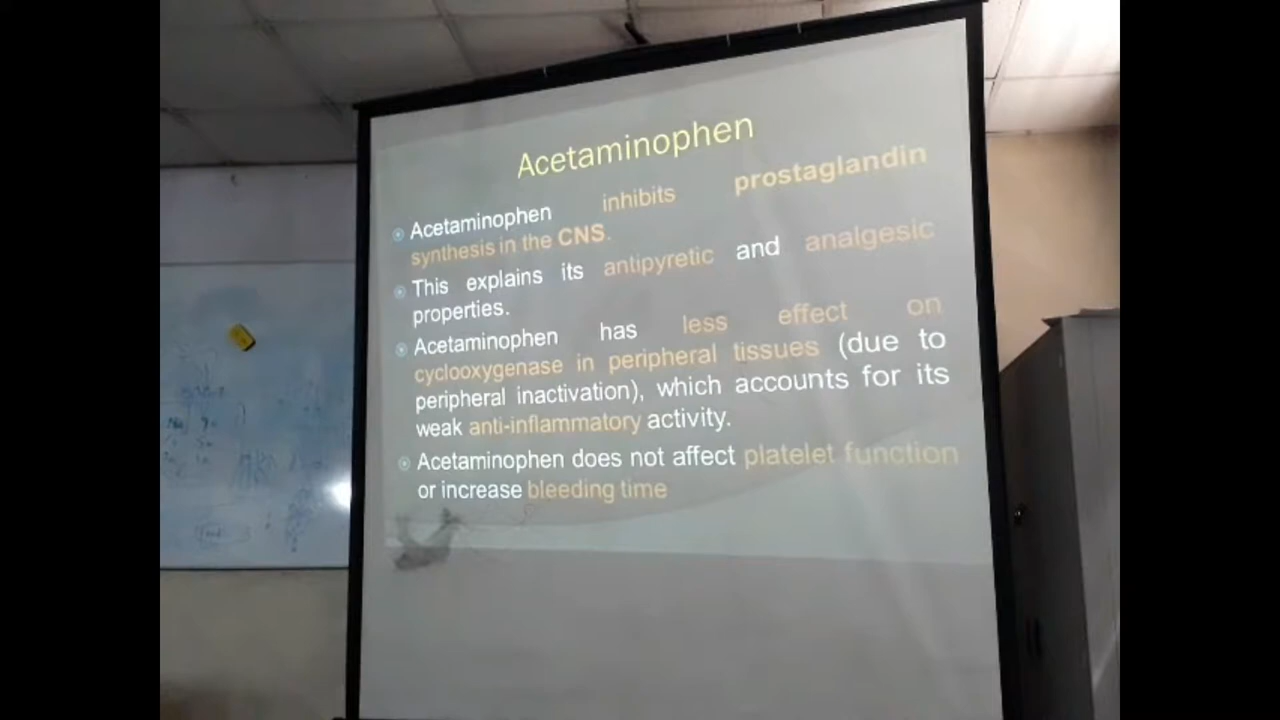 Acetaminophen
Acetaminophen inhibits prostaglandin
synthesis in the CNS.
This explains its antipyretic and analgesic
properties.
Acetaminophen has less effect on
cyclooxygenase in peripheral tissues (due to
peripheral inactivation), which accounts for its
weak anti-inflammatory activity.
Acetaminophen does not affect platelet function
or increase bleeding time